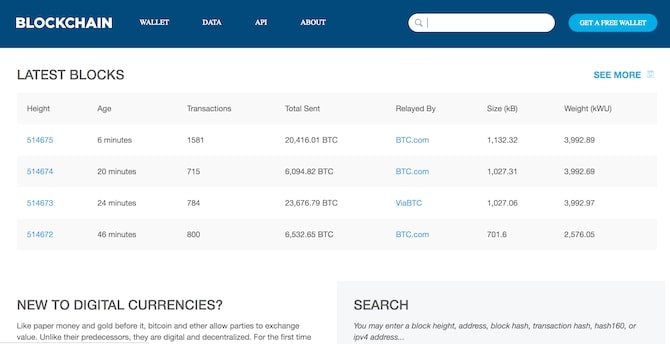 BLOCKCHAIN WALLET DATA API ABOUT GET A FREE WALLET
LATEST BLOCKS SEE MORE
Height Age Transactions Total Sent Relayed By Size (kB) Weight (kWU)
514675 6 minutes 1581 20,416.01 BTC BTC.com 1,132.32 3,992.89
514674 20 minutes 715 6,094.82 BTC BTC.com 1,027.31 3,992.69
514673 24 minutes 784 23,676.79 BTC ViaBTC 1,027.06 3,992.97
514672 46 minutes 800 6,532.65 BTC BTC.com 701.6 2,576.05
NEW TO DIGITAL CURRENCIES?
Like paper money and gold before it, bitcoin and ether allow parties to exchange
value. Unlike their predecessors, they are digital and decentralized. For the first time
SEARCH
You may enter a block height, address, block hash, transaction hash, hash160, or
ipv4 address...